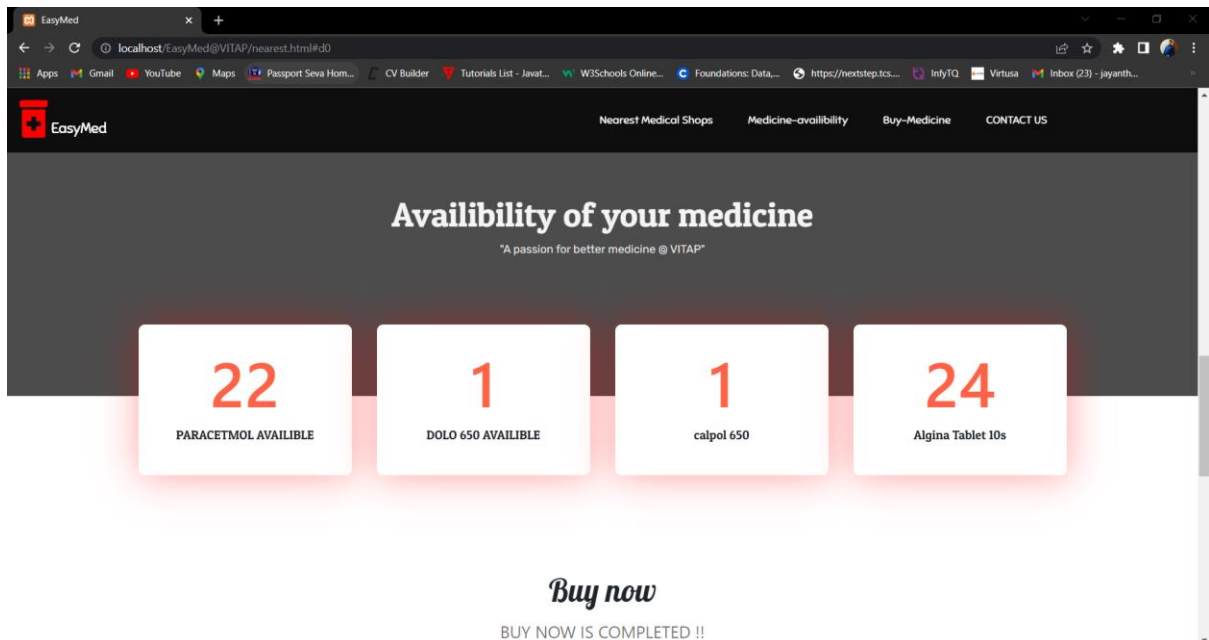 EasyMed
localhost/EasyMed@VITAP/nearest.html#d0
Apps Gmail YouTube Maps Passport Seva Hom... CV Builder Tutorials List - Javat... W3Schools Online... Foundations: Data,... https://nextstep.tcs.... InfyTQ Virtusa Inbox (23) - jayanth...
EasyMed Nearest Medical Shops Medicine-availibility Buy-Medicine CONTACT US
Availibility of your medicine
"A passion for better medicine @ VITAP"
22 1 1 24
PARACETMOL AVAILIBLE DOLO 650 AVAILIBLE calpol 650 Algina Tablet 10s
Buy now
BUY NOW IS COMPLETED !!